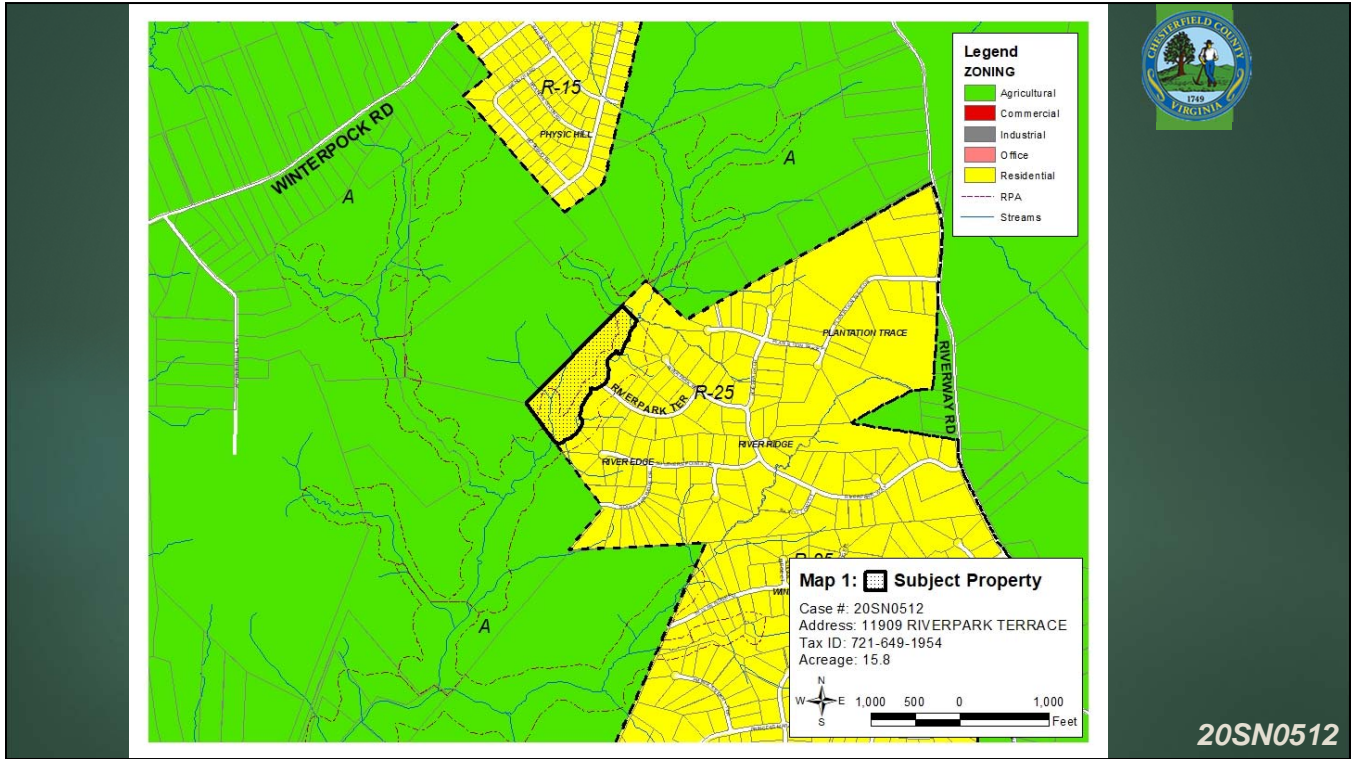 Legend
ZONING
Agricultural
Commercial
Industrial
Office
Residential
RPA
Streams
CHESTERFIELD COUNTY
1749
VIRGINIA
R-15
PHYSIC HILL
WINTERPOCK RD
A
A
PLANTATION TRACE
RIVERWAY RD
R-25
RIVER RIDGE
RIVER EDGE
A
Map 1: Subject Property
Case #: 20SN0512
Address: 11909 RIVERPARK TERRACE
Tax ID: 721-649-1954
Acreage: 15.8
N
W E
S
1,000 500 0 1,000
Feet
20SN0512